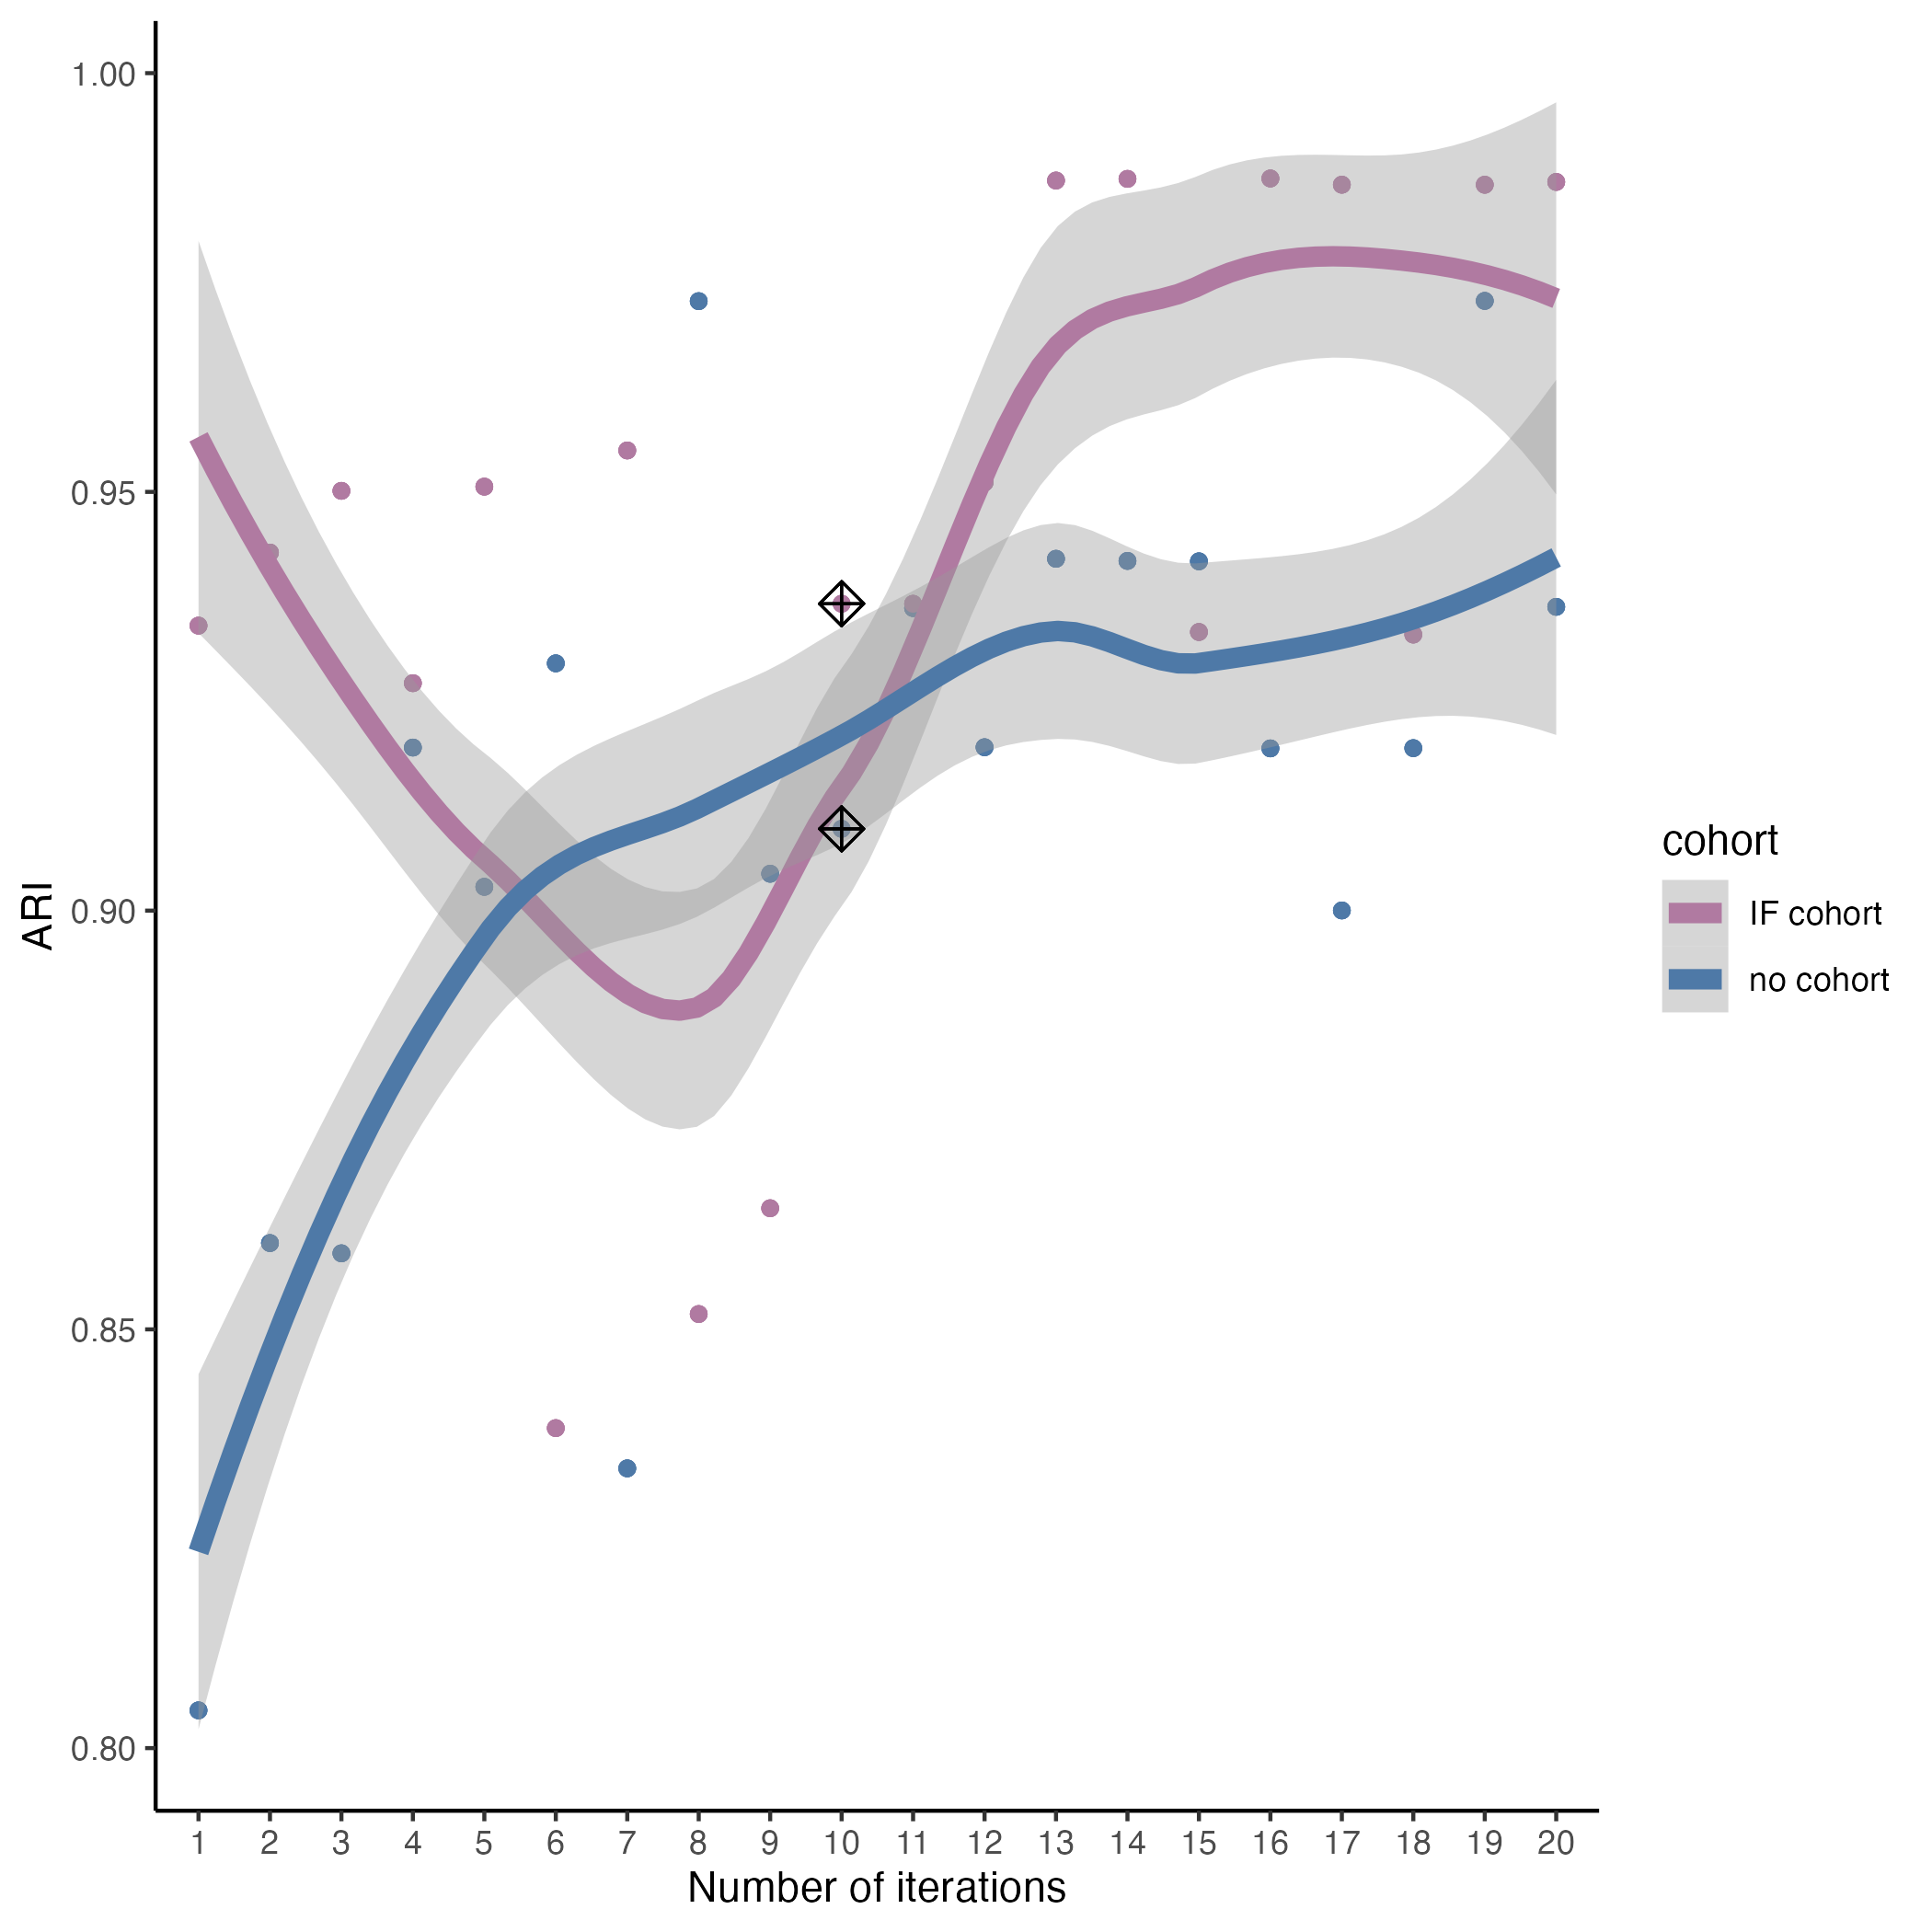 1.00
0.95
0.90
0.85
0.80
ARI
1 2 3 4 5 6 7 8 9 10 11 12 13 14 15 16 17 18 19 20
Number of iterations
cohort
IF cohort
no cohort